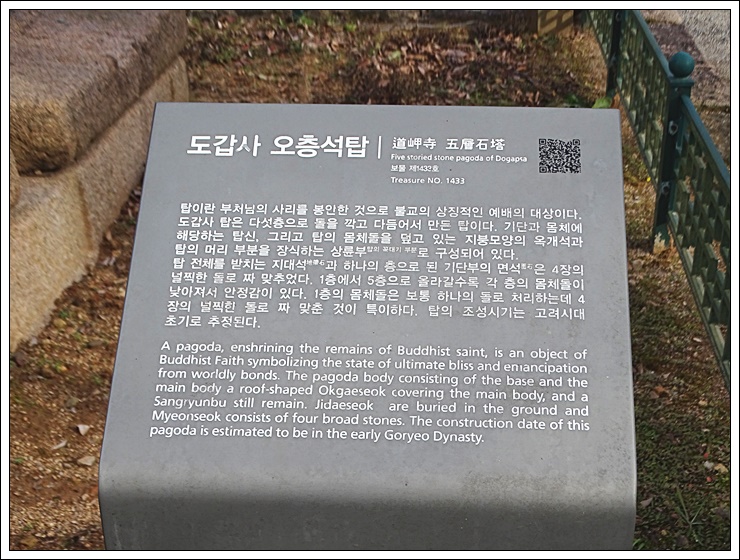 도갑사 오층석탑 | 道岬寺 五層石塔
Five storied stone pagoda of Dogapsa
보물 제1433호
Treasure NO. 1433
탑이란 부처님의 사리를 봉인한 것으로 불교의 상징적인 예배의 대상이다.
도갑사 탑은 다섯층으로 돌을 깍고 다듬어서 만든 탑이다. 기단과 몸체에
해당하는 탑신, 그리고 탑의 몸체돌을 덮고 있는 지붕모양의 옥개석과
탑의 머리 부분을 장식하는 상륜부탑의 꼭대기 부분로 구성되어 있다.
탑 전체를 받치는 지대석地臺石과 하나의 층으로 된 기단부의 면석面石은 4장의
널찍한 돌로 짜 맞추었다. 1층에서 5층으로 올라갈수록 각 층의 몸체돌이
낮아져서 안정감이 있다. 1층의 몸체돌은 보통 하나의 돌로 처리하는데 4
장의 널찍한 돌로 짜 맞춘 것이 특이하다. 탑의 조성시기는 고려시대
초기로 추정된다.
A pagoda, enshrining the remains of Buddhist saint, is an object of
Buddhist Faith symbolizing the state of ultimate bliss and emancipation
from worldly bonds. The pagoda body consisting of the base and the
main body a roof-shaped Okgaeseok covering the main body, and a
Sangryunbu still remain. Jidaeseok are buried in the ground and
Myeonseok consists of four broad stones. The construction date of this
pagoda is estimated to be in the early Goryeo Dynasty.